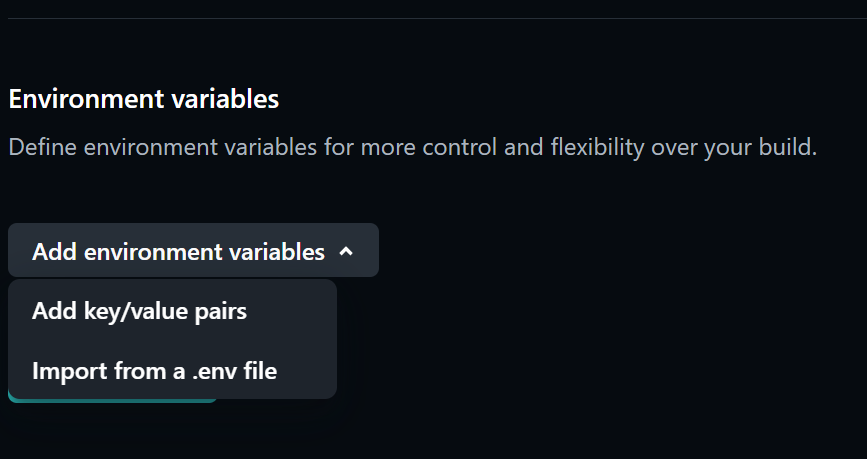 Environment variables
Define environment variables for more control and flexibility over your build.
Add environment variables
Add key/value pairs
Import from a .env file